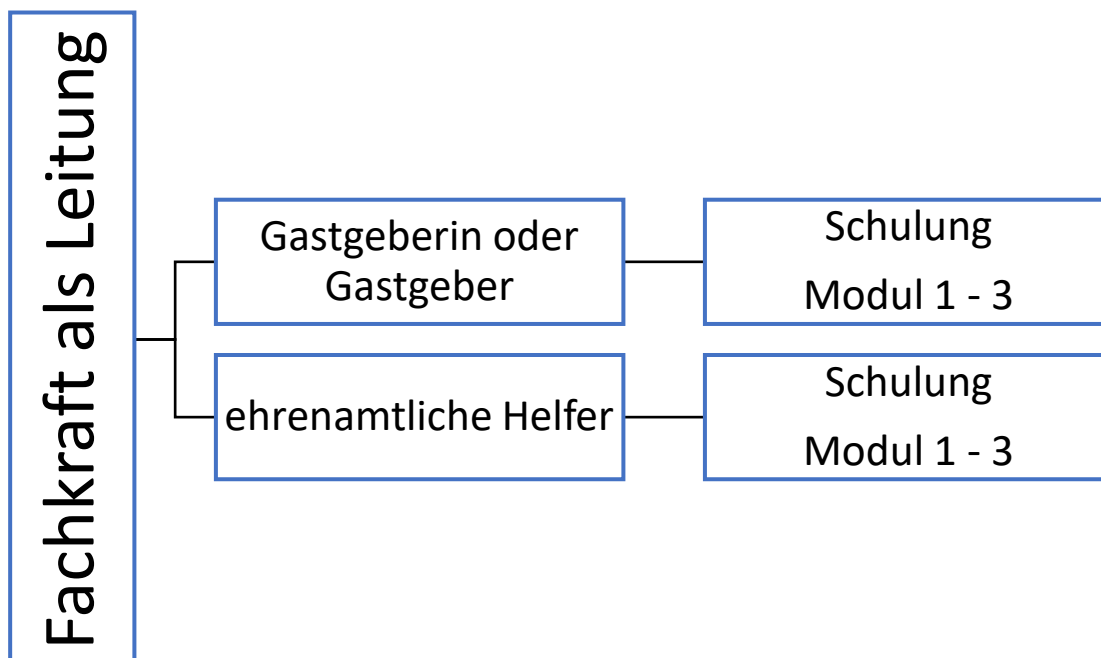 Fachkraft als Leitung
Gastgeberin oder
Gastgeber
Schulung
Modul 1 - 3
ehrenamtliche Helfer
Schulung
Modul 1 - 3